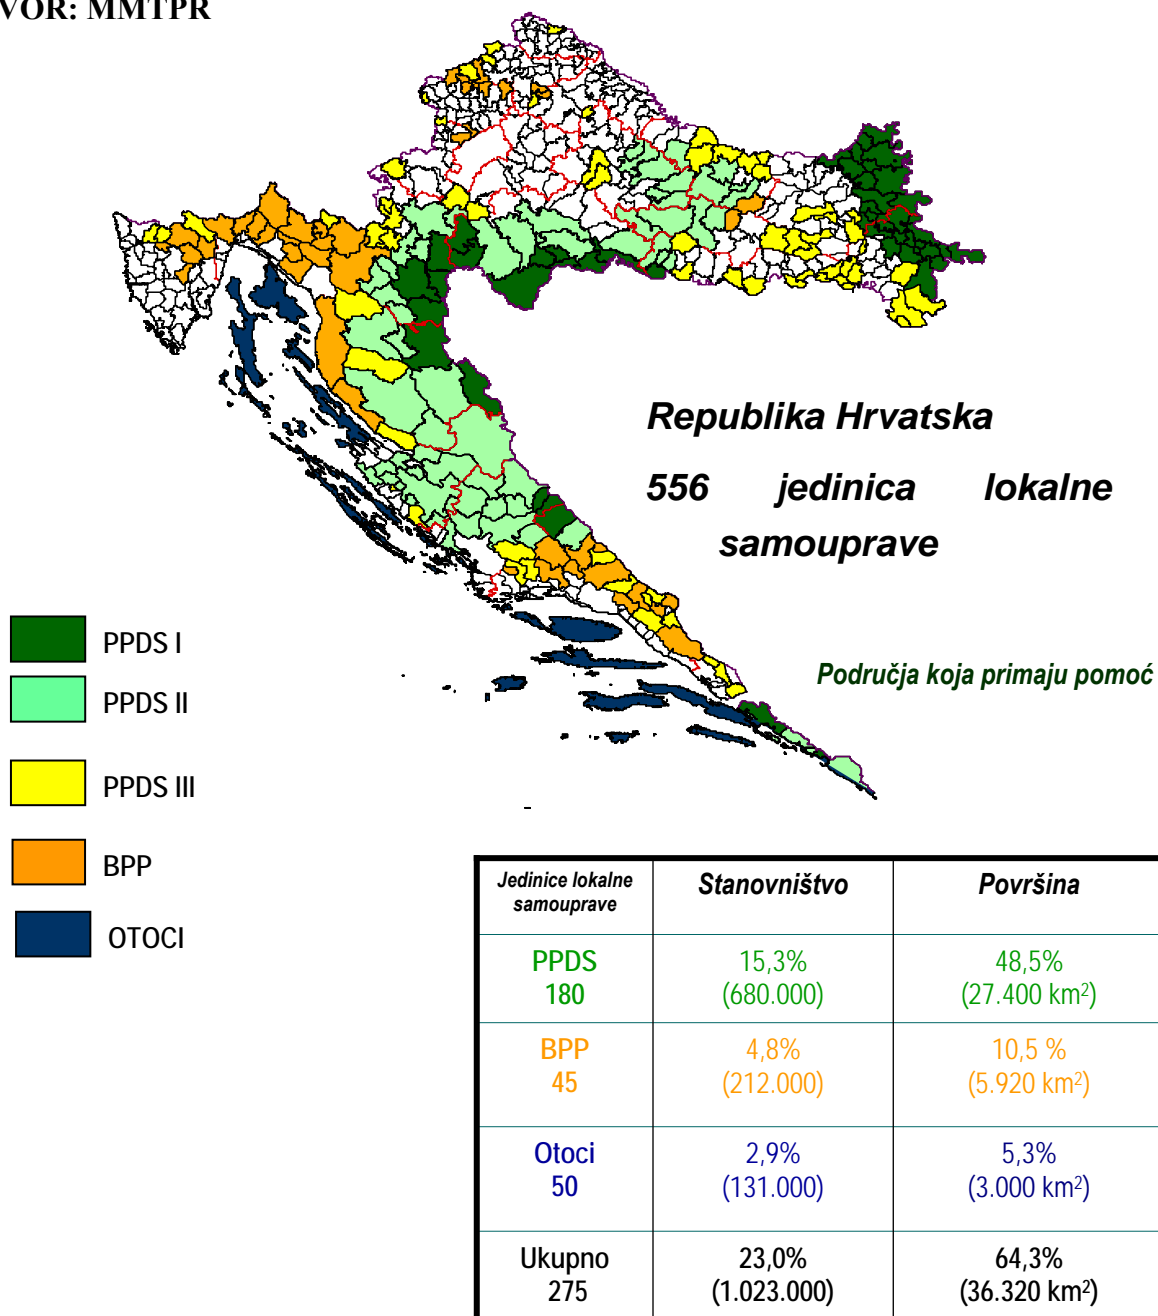 VOR: MMTPR
Republika Hrvatska
556 jedinica lokalne
samouprave
Područja koja primaju pomoć
PPDS I
PPDS II
PPDS III
BPP
OTOCI
Jedinice lokalne samouprave Stanovništvo Površina
PPDS 15,3% 48,5%
180 (680.000) (27.400 km²)
BPP 4,8% 10,5 %
45 (212.000) (5.920 km²)
Otoci 2,9% 5,3%
50 (131.000) (3.000 km²)
Ukupno 23,0% 64,3%
275 (1.023.000) (36.320 km²)